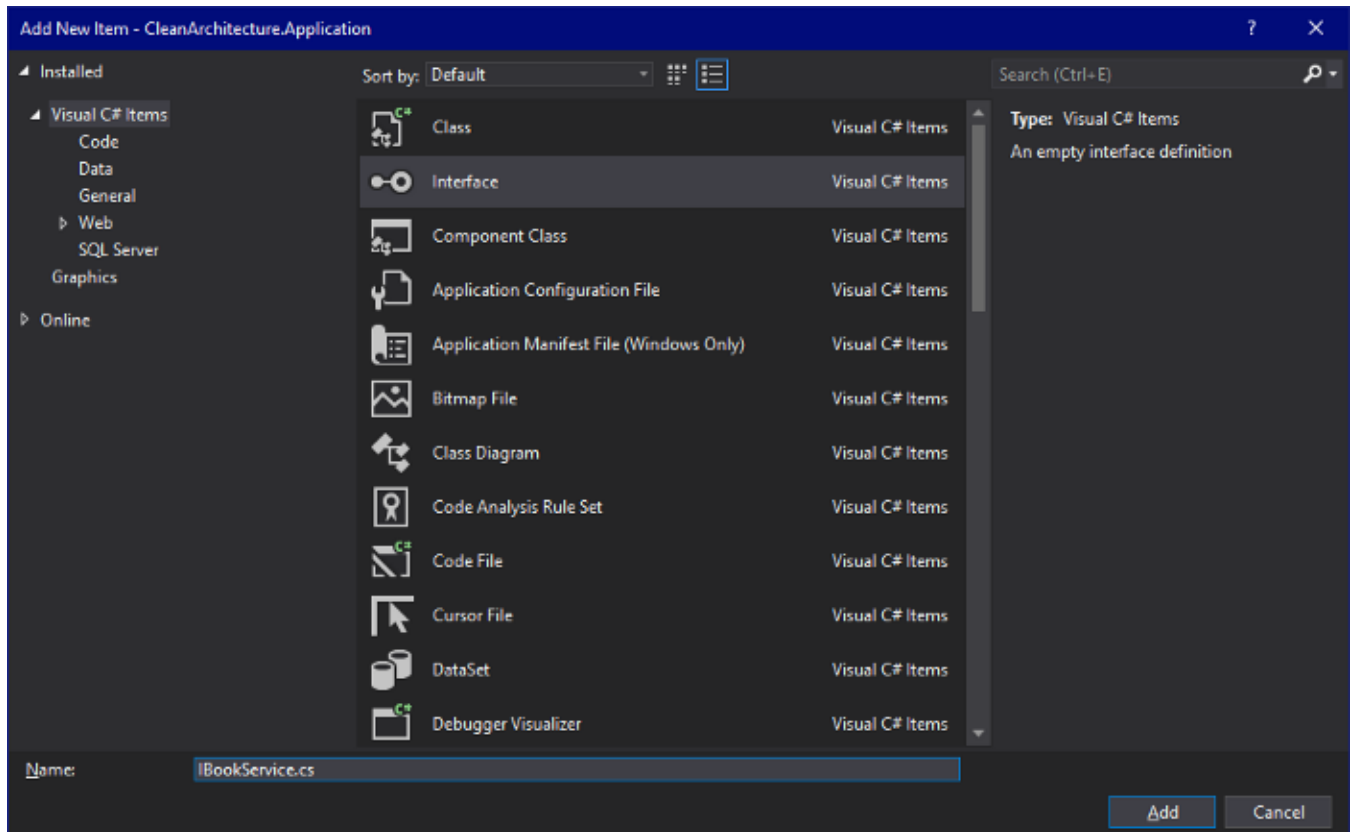 Add New Item - CleanArchitecture.Application ?
Installed
Visual C# Items
Code
Data
General
Web
SQL Server
Graphics
Online
Sort by: Default
Class Visual C# Items
Interface Visual C# Items
Component Class Visual C# Items
Application Configuration File Visual C# Items
Application Manifest File (Windows Only) Visual C# Items
Bitmap File Visual C# Items
Class Diagram Visual C# Items
Code Analysis Rule Set Visual C# Items
Code File Visual C# Items
Cursor File Visual C# Items
DataSet Visual C# Items
Debugger Visualizer Visual C# Items
Search (Ctrl+E)
Type: Visual C# Items
An empty interface definition
Name: IBookService.cs
Add Cancel